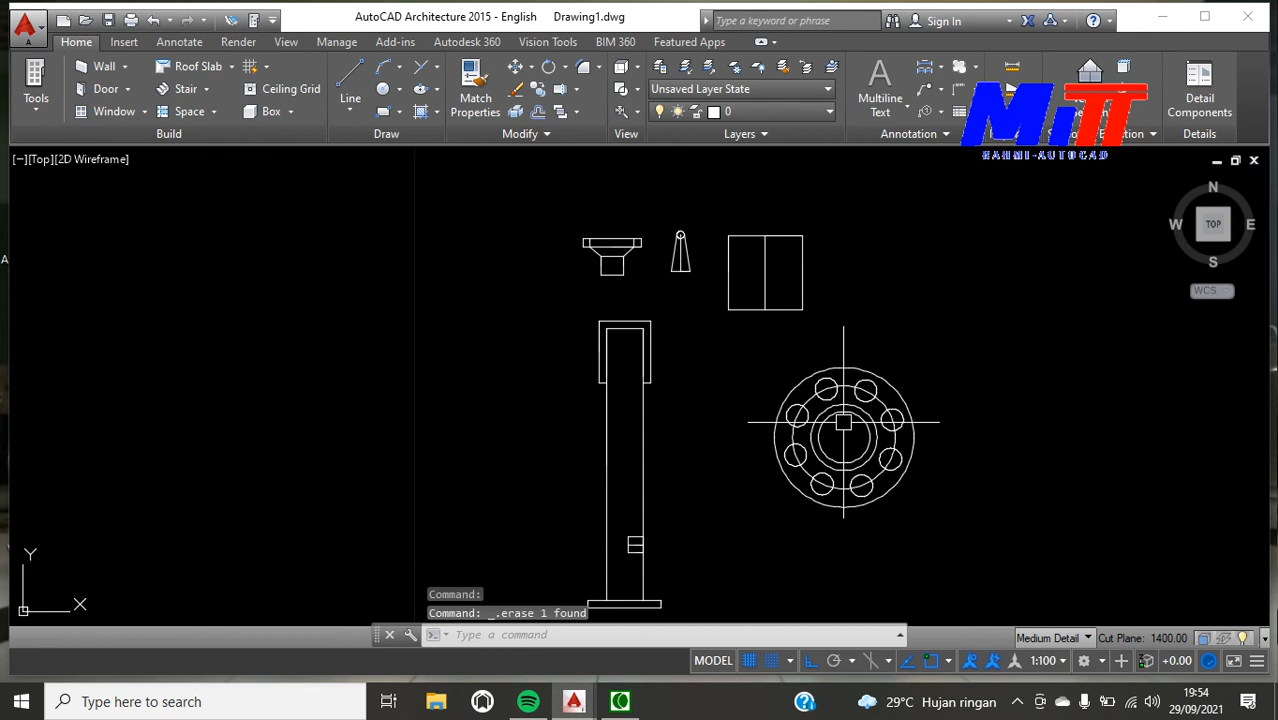 AutoCAD Architecture 2015 - English Drawing1.dwg
Type a keyword or phrase
Sign In
A
Home Insert Annotate Render View Manage Add-ins Autodesk 360 Vision Tools BIM 360 Featured Apps
Wall Roof Slab
Door Stair Ceiling Grid
Window Space Box
Tools
Line
Match
Properties
Unsaved Layer State
0
Multiline
Text
Detail
Components
Build Draw Modify View Layers Annotation Details
MiTT
SAHMI-AUTOCAD
[−][Top][2D Wireframe]
N
W TOP E
S
WCS
A
Y
X
Command:
Command: _.erase 1 found
Type a command
Medium Detail Cut Plane: 1400.00
MODEL 1:100 +0.00
Type here to search
29°C Hujan ringan
19:54
29/09/2021